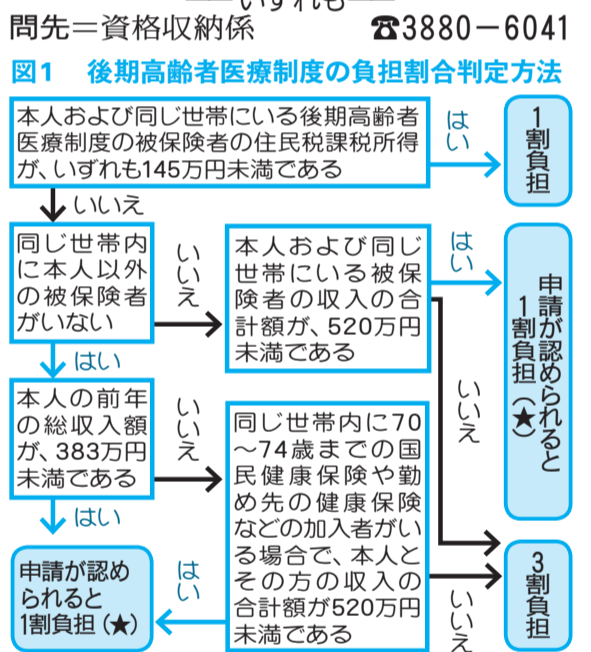 いずれも
問先＝資格収納係 ☎3880－6041
図1 後期高齢者医療制度の負担割合判定方法
本人および同じ世帯にいる後期高齢者
医療制度の被保険者の住民税課税所得
が、いずれも145万円未満である
はい
1割負担
いいえ
同じ世帯内
に本人以外
の被保険者
がいない
いいえ
本人および同じ
世帯にいる被保
険者の収入の合
計額が、520万円
未満である
はい
申請が認められると
1割負担（★）
いいえ
はい
本人の前年
の総収入額
が、383万円
未満である
いいえ
同じ世帯内に70
～74歳までの国
民健康保険や勤
め先の健康保険
などの加入者がい
る場合で、本人と
その方の収入の
合計額が520万円
未満である
いいえ
3割負担
はい
はい
申請が認め
られると
1割負担（★）